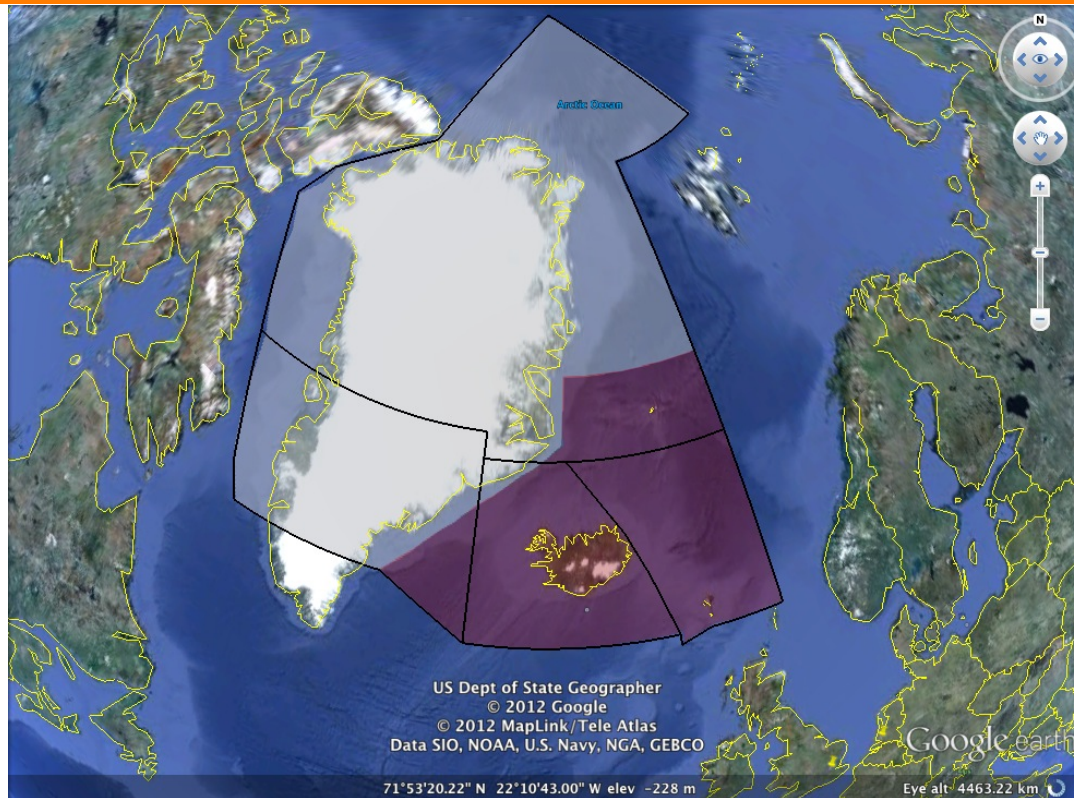 N
Arctic Ocean
US Dept of State Geographer
© 2012 Google
© 2012 MapLink/Tele Atlas
Data SIO, NOAA, U.S. Navy, NGA, GEBCO
Google earth
71°53'20.22" N 22°10'43.00" W elev -228 m
Eye alt 4463.22 km